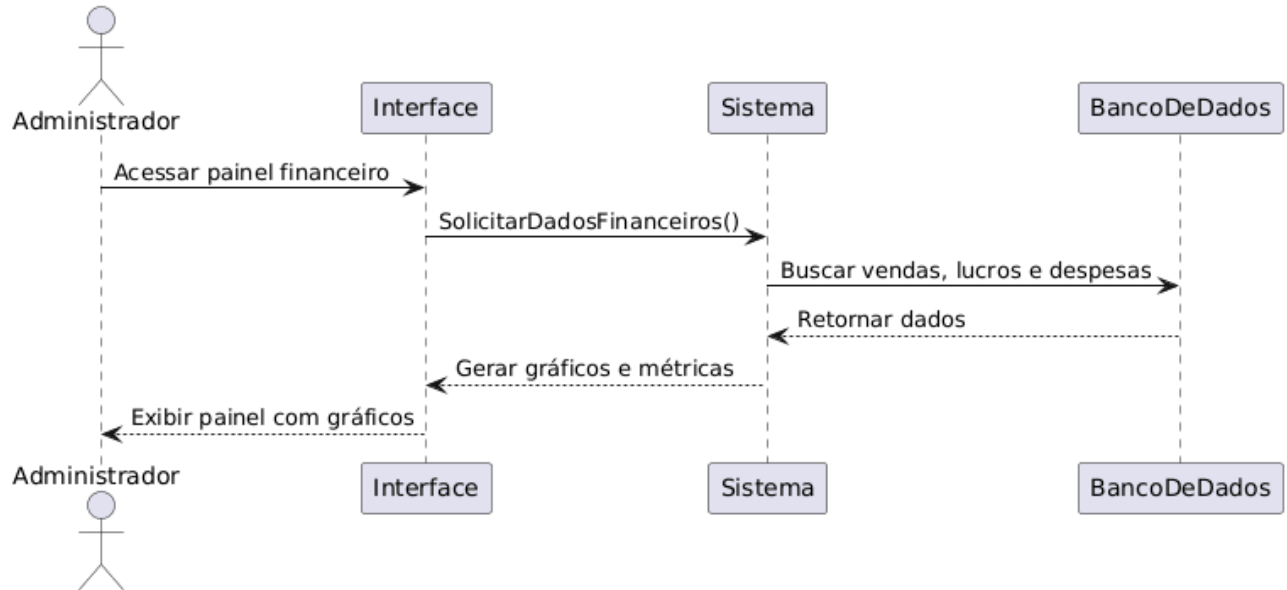 Administrador
Interface
Sistema
BancoDeDados
Acessar painel financeiro
SolicitarDadosFinanceiros()
Buscar vendas, lucros e despesas
Retornar dados
Gerar gráficos e métricas
Exibir painel com gráficos
Administrador
Interface
Sistema
BancoDeDados